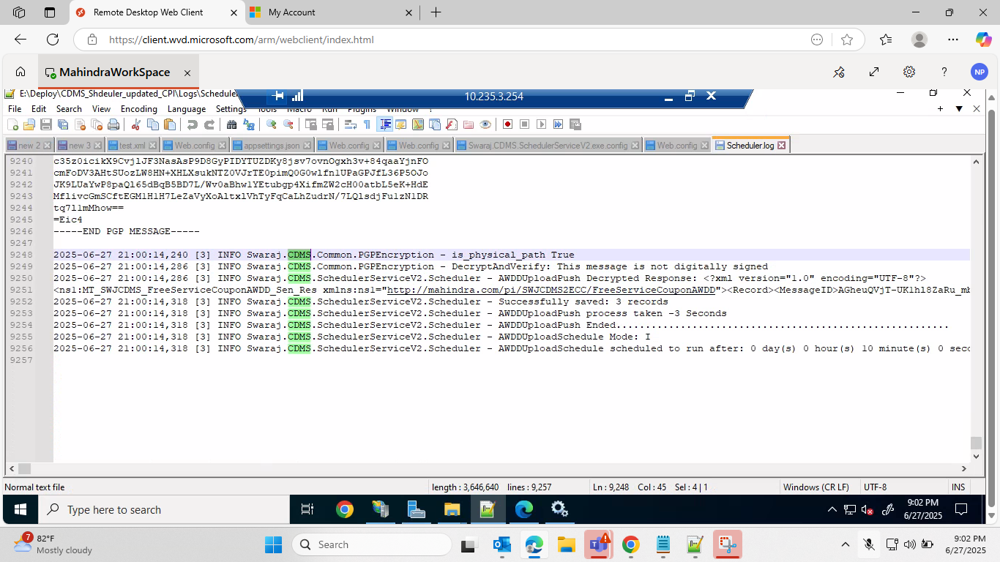 Remote Desktop Web Client
My Account
https://client.wvd.microsoft.com/arm/webclient/index.html
MahindraWorkSpace
NP
E:\Deploy\CDMS_Shdeuler_updated_CPI\Logs\Scheduler
10.235.3.254
File Edit Search View Encoding Language Settings Tools Macro Run Plugins Window ?
new 2 new 3 test.xml Web.config appsettings.json Web.config Web.config Swaraj.CDMS.SchedulerServiceV2.exe.config Web.config Scheduler.log
9240 c35z0icikX9CvjlJF3NasAsP9D8GyPIDYTUZDKy8jsv7ovnOgxh3v+84qaaYjnFO
9241 cmFoDV3AHtSUozLW8HN+XHLXsukNTZ0VJrTE0pimQ0G0wlfn1UPaGPJfL36P5OJo
9242 JK9LUaYwP8paQl65dBqB5BD7L/Wv0aBhwlYEtubgp4XifmZW2cH00atbL5eK+HdE
9243 MflivcGmSCftEGM1H1H7LeZaVyXoAltxlVhTyFqCaLhZudrN/7LQlsdjFu1zN1DR
9244 tq7l1mMhow==
9245 =Eic4
9246 -----END PGP MESSAGE-----
9247
9248 2025-06-27 21:00:14,240 [3] INFO Swaraj.CDMS.Common.PGPEncryption - is_physical_path True
9249 2025-06-27 21:00:14,286 [3] INFO Swaraj.CDMS.Common.PGPEncryption - DecryptAndVerify: This message is not digitally signed
9250 2025-06-27 21:00:14,286 [3] INFO Swaraj.CDMS.SchedulerServiceV2.Scheduler - AWDDUploadPush Decrypted Response: <?xml version="1.0" encoding="UTF-8"?>
9251 <ns1:MT_SWJCDMS_FreeServiceCouponAWDD_Sen_Res xmlns:ns1="http://mahindra.com/pi/SWJCDMS2ECC/FreeServiceCouponAWDD"><Record><MessageID>AGheuQVjT-UKlhl8ZaRu_mb
9252 2025-06-27 21:00:14,318 [3] INFO Swaraj.CDMS.SchedulerServiceV2.Scheduler - Successfully saved: 3 records
9253 2025-06-27 21:00:14,318 [3] INFO Swaraj.CDMS.SchedulerServiceV2.Scheduler - AWDDUploadPush process taken -3 Seconds
9254 2025-06-27 21:00:14,318 [3] INFO Swaraj.CDMS.SchedulerServiceV2.Scheduler - AWDDUploadPush Ended.........................................................
9255 2025-06-27 21:00:14,318 [3] INFO Swaraj.CDMS.SchedulerServiceV2.Scheduler - AWDDUploadSchedule Mode: I
9256 2025-06-27 21:00:14,318 [3] INFO Swaraj.CDMS.SchedulerServiceV2.Scheduler - AWDDUploadSchedule scheduled to run after: 0 day(s) 0 hour(s) 10 minute(s) 0 sec
9257
Normal text file length : 3,646,640 lines : 9,257 Ln : 9,248 Col : 45 Sel : 4 | 1 Windows (CR LF) UTF-8 INS
Type here to search
9:02 PM
6/27/2025
7
82°F
Mostly cloudy
Search
9:02 PM
6/27/2025